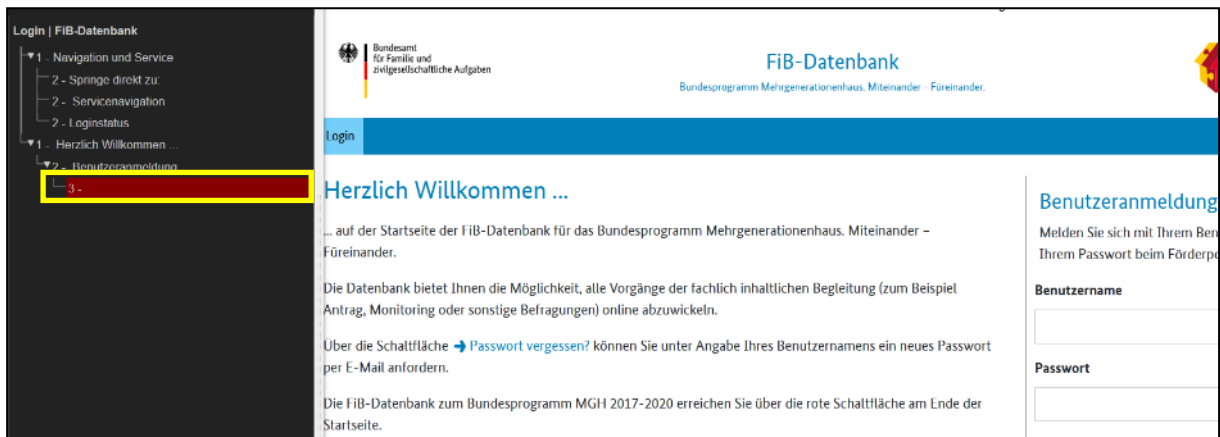 Login | FiB-Datenbank
▼1 - Navigation und Service
2 - Springe direkt zu:
2 - Servicenavigation
2 - Loginstatus
▼1 - Herzlich Willkommen ...
▼2 - Benutzeranmeldung
3 -
Bundesamt
für Familie und
zivilgesellschaftliche Aufgaben
FiB-Datenbank
Bundesprogramm Mehrgenerationenhaus. Miteinander - Füreinander.
Login
Herzlich Willkommen ...
... auf der Startseite der FiB-Datenbank für das Bundesprogramm Mehrgenerationenhaus. Miteinander –
Füreinander.
Die Datenbank bietet Ihnen die Möglichkeit, alle Vorgänge der fachlich inhaltlichen Begleitung (zum Beispiel
Antrag, Monitoring oder sonstige Befragungen) online abzuwickeln.
Über die Schaltfläche ➔ Passwort vergessen? können Sie unter Angabe Ihres Benutzernamens ein neues Passwort
per E-Mail anfordern.
Die FiB-Datenbank zum Bundesprogramm MGH 2017-2020 erreichen Sie über die rote Schaltfläche am Ende der
Startseite.
Benutzeranmeldung
Melden Sie sich mit Ihrem Ben
Ihrem Passwort beim Förderpo
Benutzername
Passwort